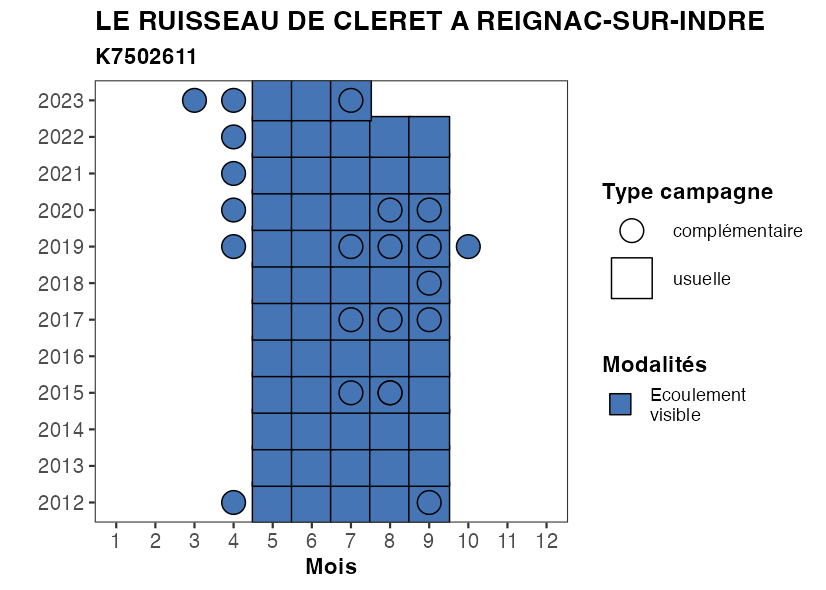 LE RUISSEAU DE CLERET A REIGNAC-SUR-INDRE
K7502611
2023
2022
2021
2020
2019
2018
2017
2016
2015
2014
2013
2012
1 2 3 4 5 6 7 8 9 10 11 12
Mois
Type campagne
complémentaire
usuelle
Modalités
Ecoulement
visible